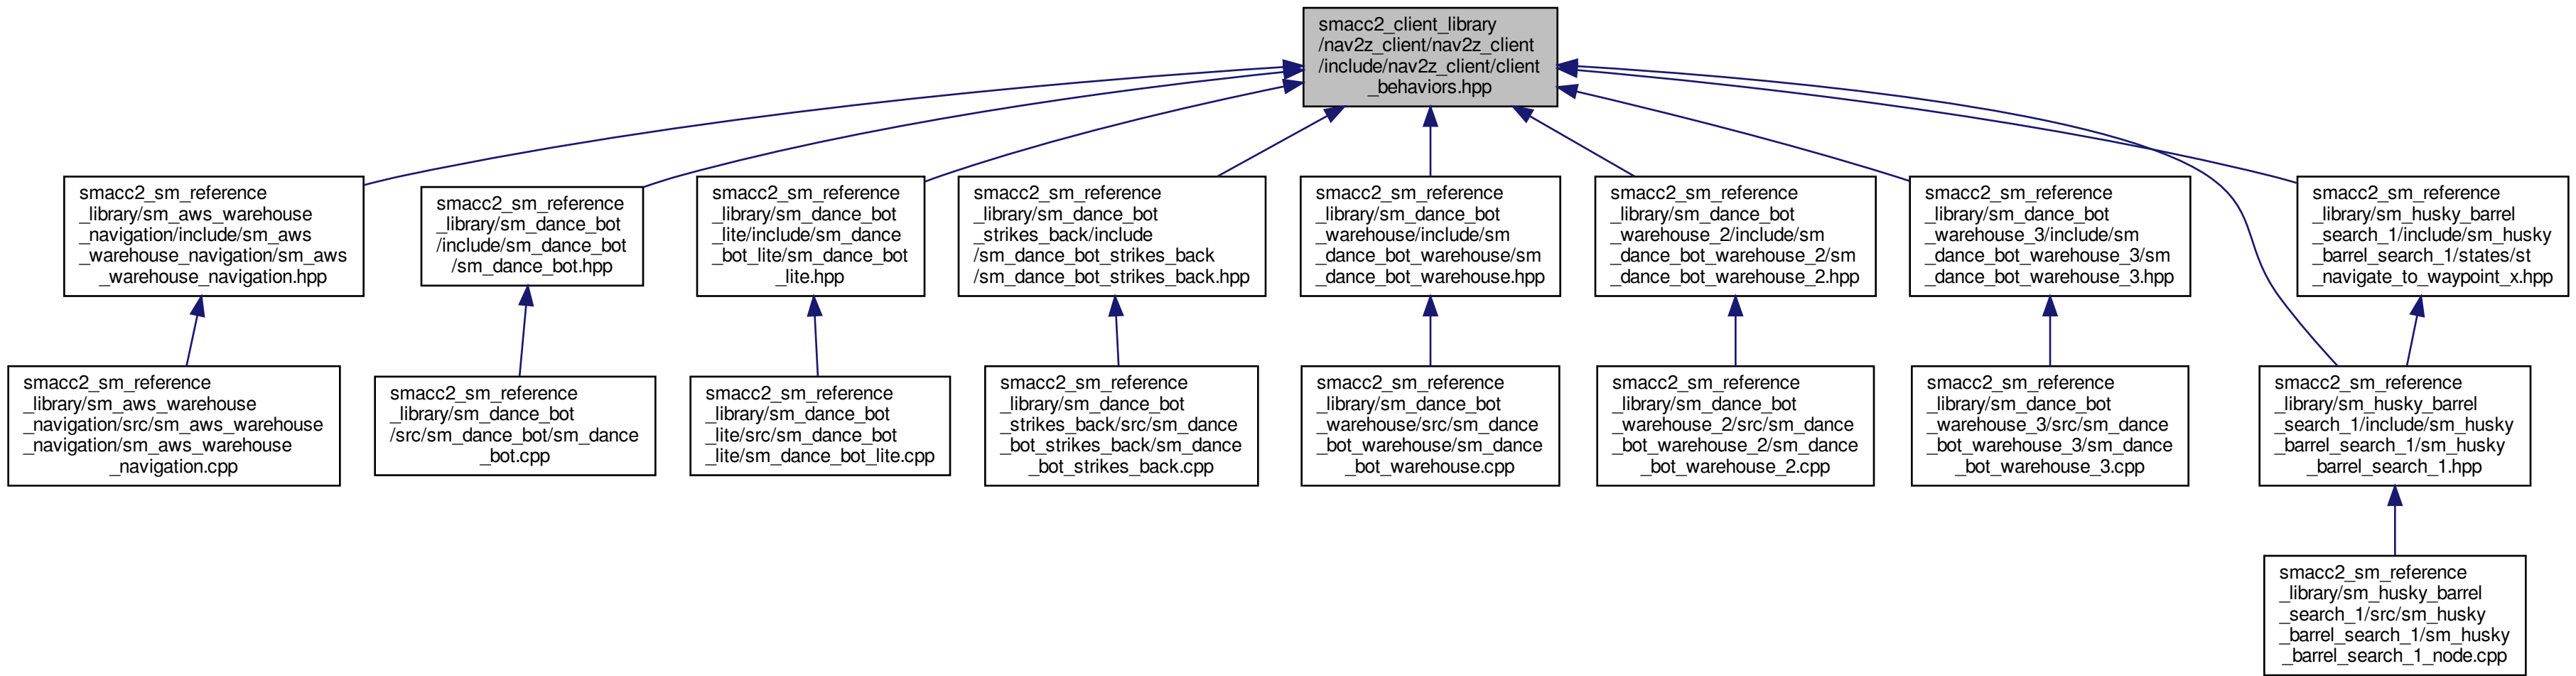 smacc2_client_library
/nav2z_client/nav2z_client
/include/nav2z_client/client
_behaviors.hpp
smacc2_sm_reference
_library/sm_aws_warehouse
_navigation/include/sm_aws
_warehouse_navigation/sm_aws
_warehouse_navigation.hpp
smacc2_sm_reference
_library/sm_dance_bot
/include/sm_dance_bot
/sm_dance_bot.hpp
smacc2_sm_reference
_library/sm_dance_bot
_lite/include/sm_dance
_bot_lite/sm_dance_bot
_lite.hpp
smacc2_sm_reference
_library/sm_dance_bot
_strikes_back/include
/sm_dance_bot_strikes_back
/sm_dance_bot_strikes_back.hpp
smacc2_sm_reference
_library/sm_dance_bot
_warehouse/include/sm
_dance_bot_warehouse/sm
_dance_bot_warehouse.hpp
smacc2_sm_reference
_library/sm_dance_bot
_warehouse_2/include/sm
_dance_bot_warehouse_2/sm
_dance_bot_warehouse_2.hpp
smacc2_sm_reference
_library/sm_dance_bot
_warehouse_3/include/sm
_dance_bot_warehouse_3/sm
_dance_bot_warehouse_3.hpp
smacc2_sm_reference
_library/sm_husky_barrel
_search_1/include/sm_husky
_barrel_search_1/states/st
_navigate_to_waypoint_x.hpp
smacc2_sm_reference
_library/sm_aws_warehouse
_navigation/src/sm_aws_warehouse
_navigation/sm_aws_warehouse
_navigation.cpp
smacc2_sm_reference
_library/sm_dance_bot
/src/sm_dance_bot/sm_dance
_bot.cpp
smacc2_sm_reference
_library/sm_dance_bot
_lite/src/sm_dance_bot
_lite/sm_dance_bot_lite.cpp
smacc2_sm_reference
_library/sm_dance_bot
_strikes_back/src/sm_dance
_bot_strikes_back/sm_dance
_bot_strikes_back.cpp
smacc2_sm_reference
_library/sm_dance_bot
_warehouse/src/sm_dance
_bot_warehouse/sm_dance
_bot_warehouse.cpp
smacc2_sm_reference
_library/sm_dance_bot
_warehouse_2/src/sm_dance
_bot_warehouse_2/sm_dance
_bot_warehouse_2.cpp
smacc2_sm_reference
_library/sm_dance_bot
_warehouse_3/src/sm_dance
_bot_warehouse_3/sm_dance
_bot_warehouse_3.cpp
smacc2_sm_reference
_library/sm_husky_barrel
_search_1/include/sm_husky
_barrel_search_1/sm_husky
_barrel_search_1.hpp
smacc2_sm_reference
_library/sm_husky_barrel
_search_1/src/sm_husky
_barrel_search_1/sm_husky
_barrel_search_1_node.cpp